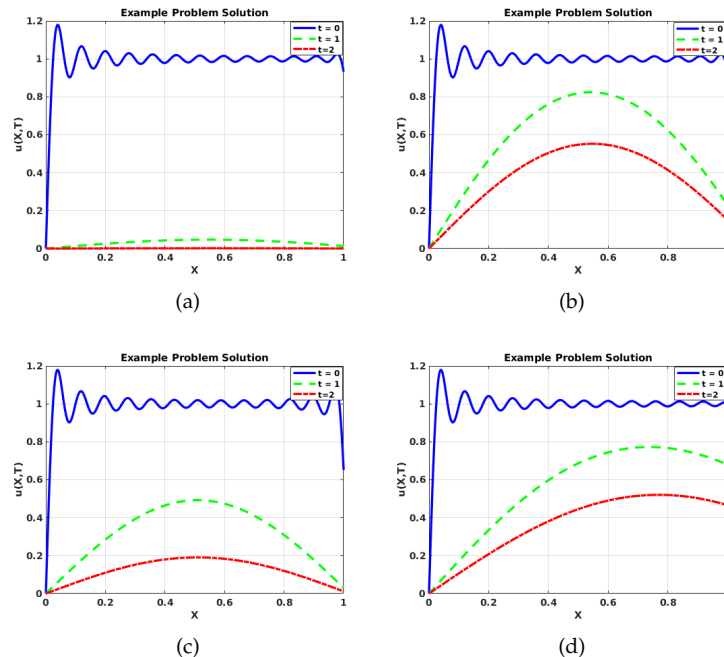 Example Problem Solution
1.2
1
0.8
0.6
0.4
0.2
0
u(X,T)
t = 0
t = 1
t=2
0 0.2 0.4 0.6 0.8 1
X
(a)
Example Problem Solution
1.2
1
0.8
0.6
0.4
0.2
0
u(X,T)
t = 0
t = 1
t=2
0 0.2 0.4 0.6 0.8
X
(b)
Example Problem Solution
1.2
1
0.8
0.6
0.4
0.2
0
u(X,T)
t = 0
t = 1
t=2
0 0.2 0.4 0.6 0.8 1
X
(c)
Example Problem Solution
1.2
1
0.8
0.6
0.4
0.2
0
u(X,T)
t = 0
t = 1
t=2
0 0.2 0.4 0.6 0.8
X
(d)